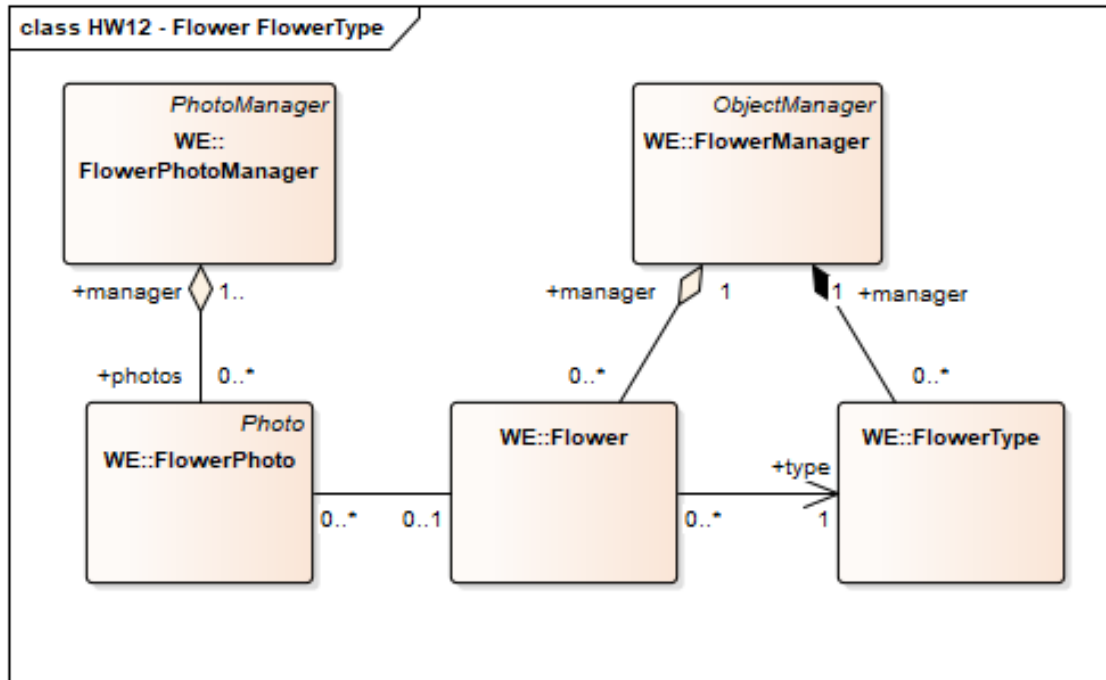 class HW12 - Flower FlowerType
PhotoManager
WE::
FlowerPhotoManager
ObjectManager
WE::FlowerManager
+manager 1..
+manager 1
1 +manager
+photos 0..*
0..*
0..*
Photo
WE::FlowerPhoto
WE::Flower
WE::FlowerType
+type
0..* 0..1
0..* 1